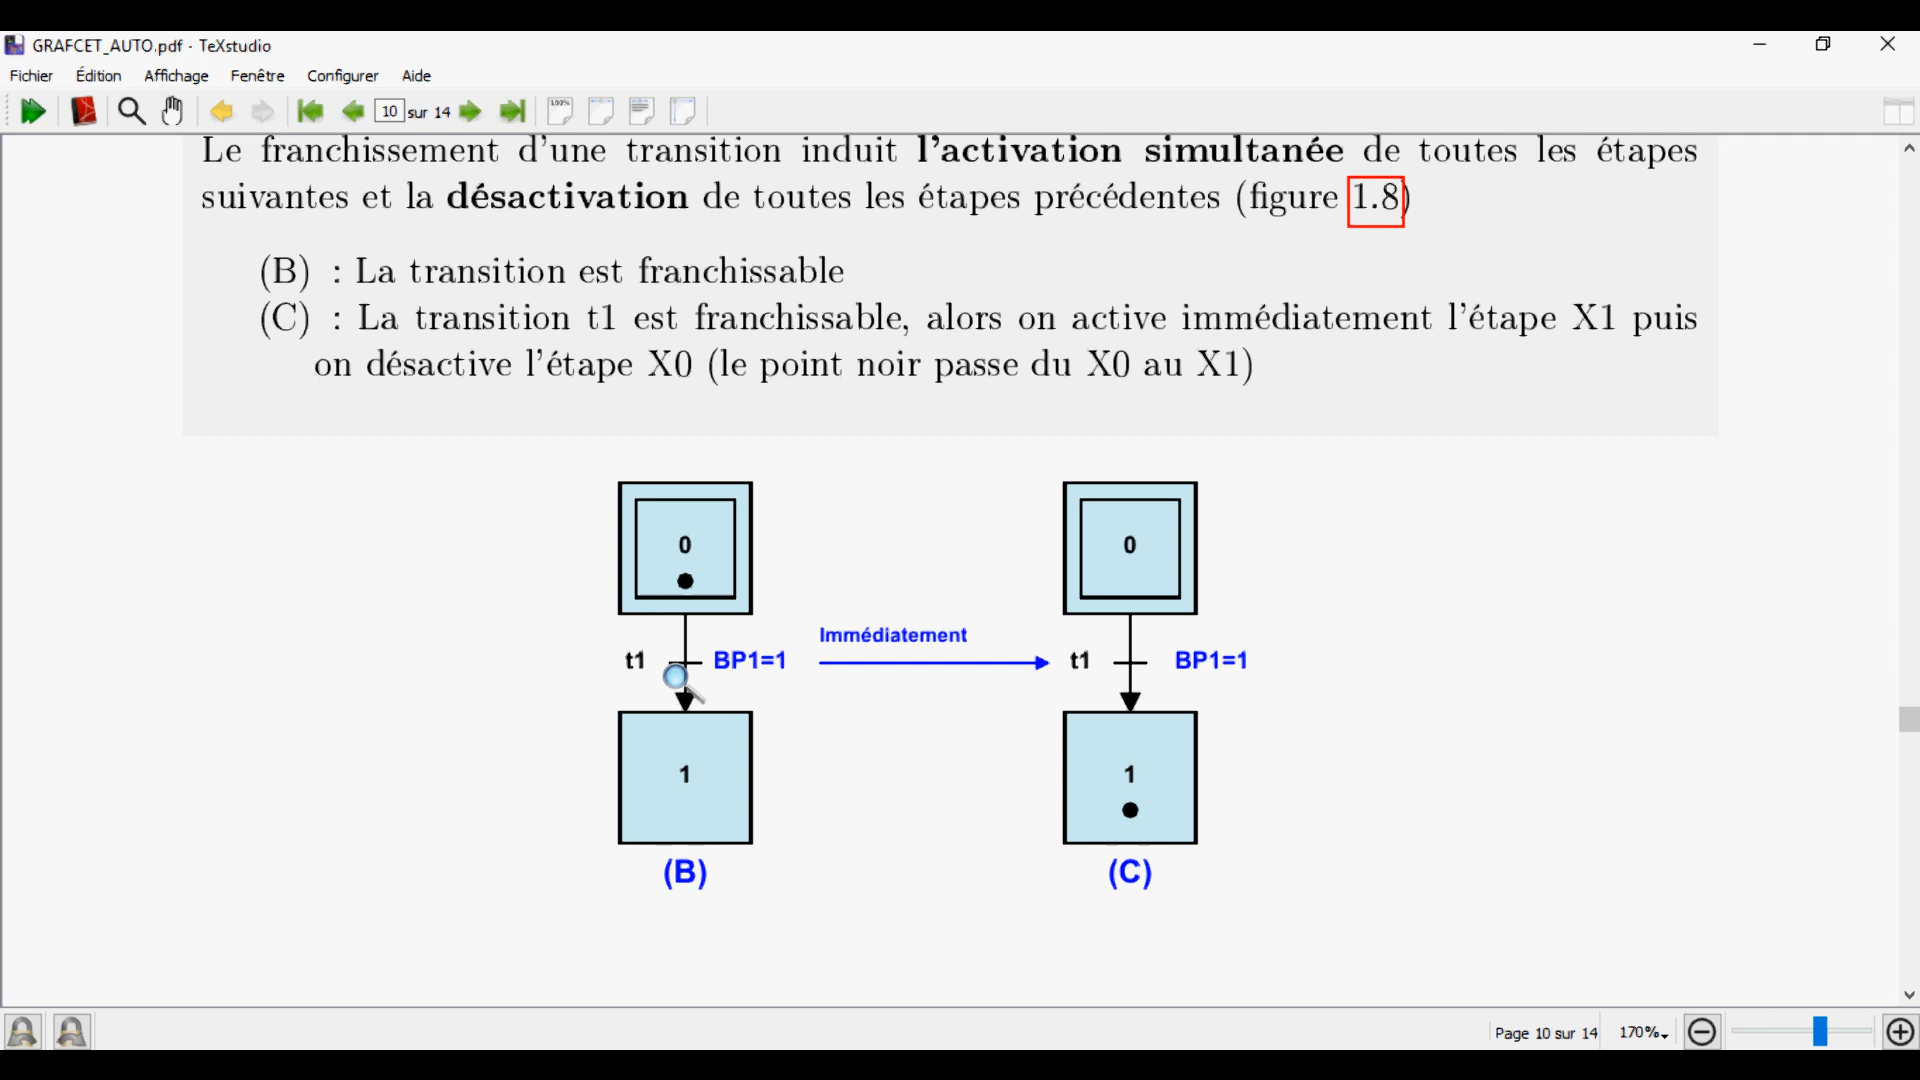 GRAFCET_AUTO.pdf - TeXstudio
Fichier Édition Affichage Fenêtre Configurer Aide
10 sur 14 100%
Le franchissement d'une transition induit l'activation simultanée de toutes les étapes
suivantes et la désactivation de toutes les étapes précédentes (figure 1.8)
(B) : La transition est franchissable
(C) : La transition t1 est franchissable, alors on active immédiatement l'étape X1 puis
on désactive l'étape X0 (le point noir passe du X0 au X1)
0 0
Immédiatement
t1 BP1=1 t1 BP1=1
1 1
(B) (C)
Page 10 sur 14 170%